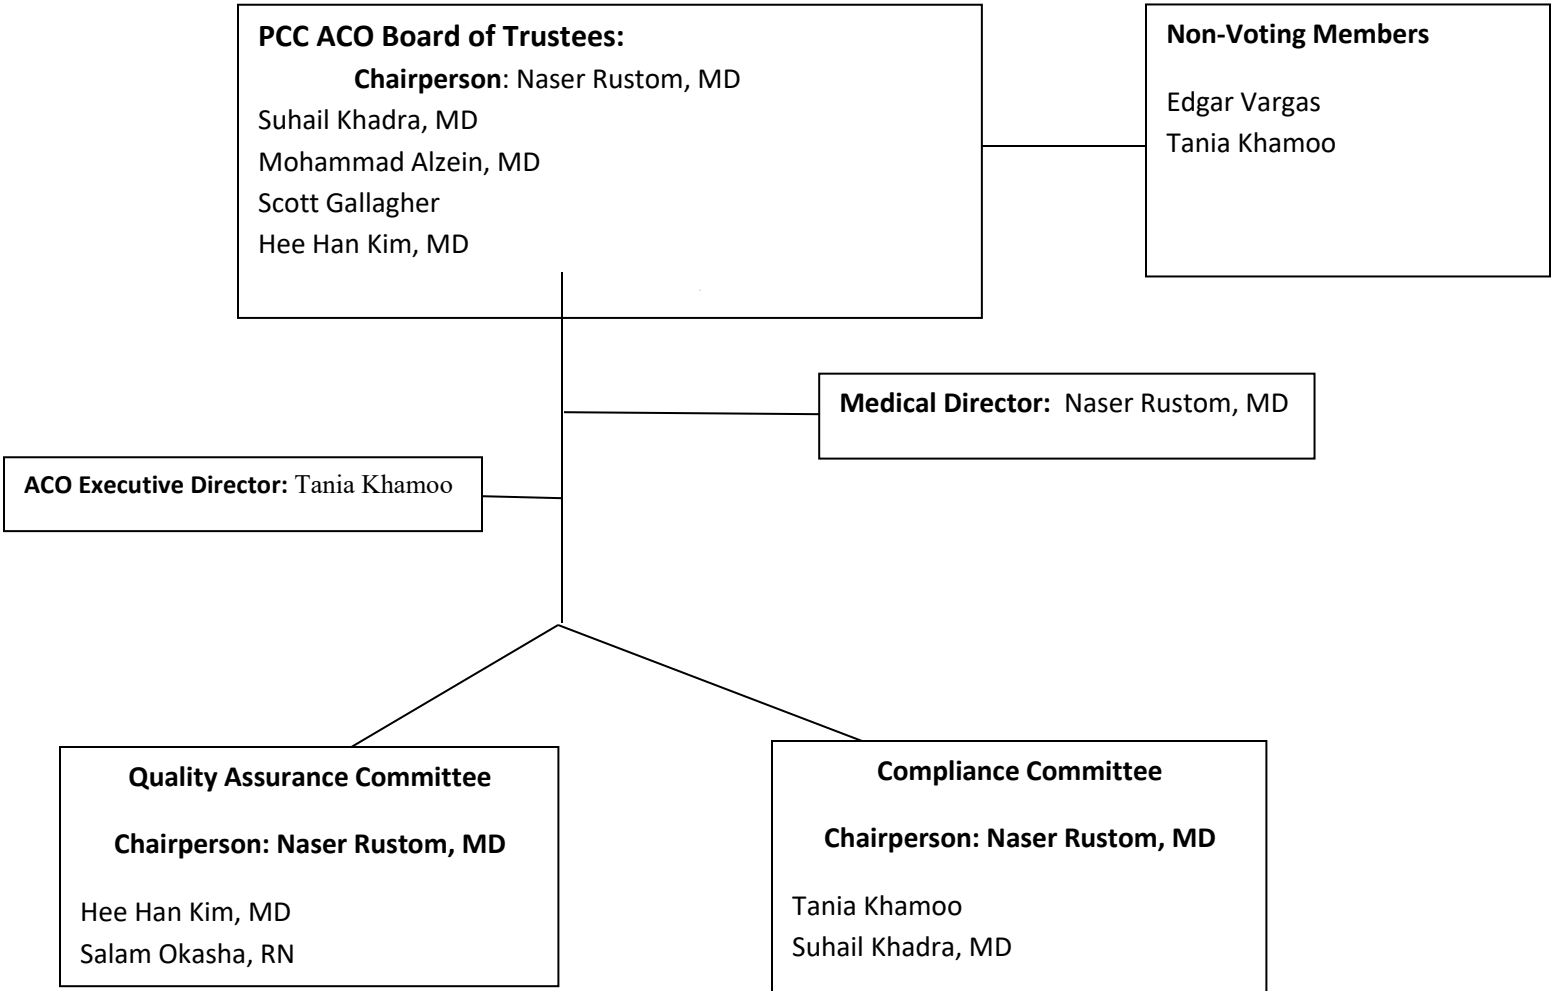 PCC ACO Board of Trustees:
Chairperson: Naser Rustom, MD
Suhail Khadra, MD
Mohammad Alzein, MD
Scott Gallagher
Hee Han Kim, MD
Non-Voting Members
Edgar Vargas
Tania Khamoo
Medical Director: Naser Rustom, MD
ACO Executive Director: Tania Khamoo
Quality Assurance Committee
Chairperson: Naser Rustom, MD
Hee Han Kim, MD
Salam Okasha, RN
Compliance Committee
Chairperson: Naser Rustom, MD
Tania Khamoo
Suhail Khadra, MD